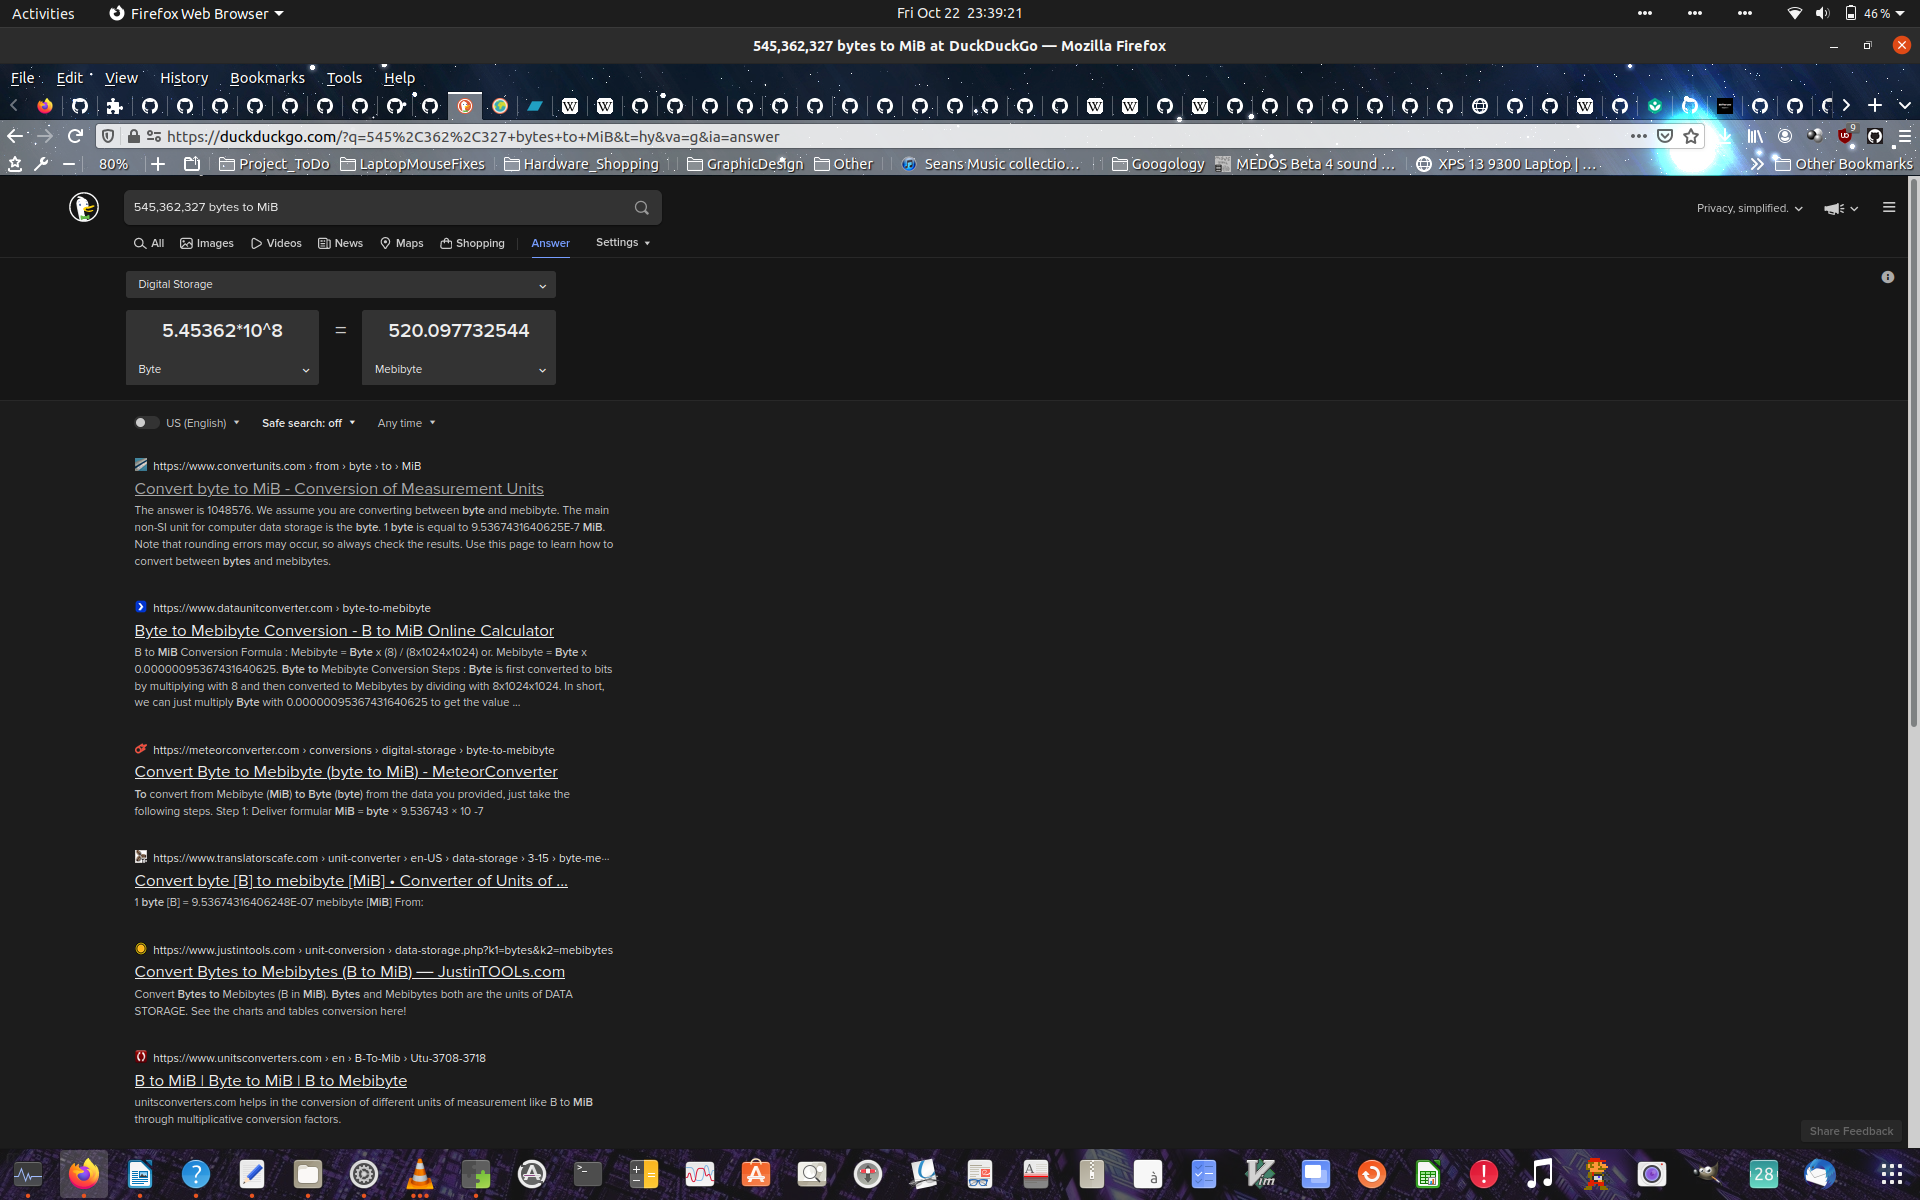 Activities Firefox Web Browser Fri Oct 22 23:39:21 46 %
545,362,327 bytes to MiB at DuckDuckGo — Mozilla Firefox
File Edit View History Bookmarks Tools Help
https://duckduckgo.com/?q=545%2C362%2C327+bytes+to+MiB&t=hy&va=g&ia=answer
80% Project_ToDo LaptopMouseFixes Hardware_Shopping GraphicDesign Other Seans Music collectio... Googology MEDOS Beta 4 sound ... XPS 13 9300 Laptop | ... Other Bookmarks
545,362,327 bytes to MiB
Privacy, simplified.
All Images Videos News Maps Shopping Answer Settings
Digital Storage
5.45362*10^8 = 520.097732544
Byte Mebibyte
US (English) Safe search: off Any time
https://www.convertunits.com › from › byte › to › MiB
Convert byte to MiB - Conversion of Measurement Units
The answer is 1048576. We assume you are converting between byte and mebibyte. The main
non-SI unit for computer data storage is the byte. 1 byte is equal to 9.5367431640625E-7 MiB.
Note that rounding errors may occur, so always check the results. Use this page to learn how to
convert between bytes and mebibytes.
https://www.dataunitconverter.com › byte-to-mebibyte
Byte to Mebibyte Conversion - B to MiB Online Calculator
B to MiB Conversion Formula : Mebibyte = Byte x (8) / (8x1024x1024) or. Mebibyte = Byte x
0.00000095367431640625. Byte to Mebibyte Conversion Steps : Byte is first converted to bits
by multiplying with 8 and then converted to Mebibytes by dividing with 8x1024x1024. In short,
we can just multiply Byte with 0.00000095367431640625 to get the value ...
https://meteorconverter.com › conversions › digital-storage › byte-to-mebibyte
Convert Byte to Mebibyte (byte to MiB) - MeteorConverter
To convert from Mebibyte (MiB) to Byte (byte) from the data you provided, just take the
following steps. Step 1: Deliver formular MiB = byte × 9.536743 × 10 -7
https://www.translatorscafe.com › unit-converter › en-US › data-storage › 3-15 › byte-me...
Convert byte [B] to mebibyte [MiB] • Converter of Units of ...
1 byte [B] = 9.53674316406248E-07 mebibyte [MiB] From:
https://www.justintools.com › unit-conversion › data-storage.php?k1=bytes&k2=mebibytes
Convert Bytes to Mebibytes (B to MiB) — JustinTOOLs.com
Convert Bytes to Mebibytes (B in MiB). Bytes and Mebibytes both are the units of DATA
STORAGE. See the charts and tables conversion here!
https://www.unitsconverters.com › en › B-To-Mib › Utu-3708-3718
B to MiB | Byte to MiB | B to Mebibyte
unitsconverters.com helps in the conversion of different units of measurement like B to MiB
through multiplicative conversion factors.
Share Feedback
28